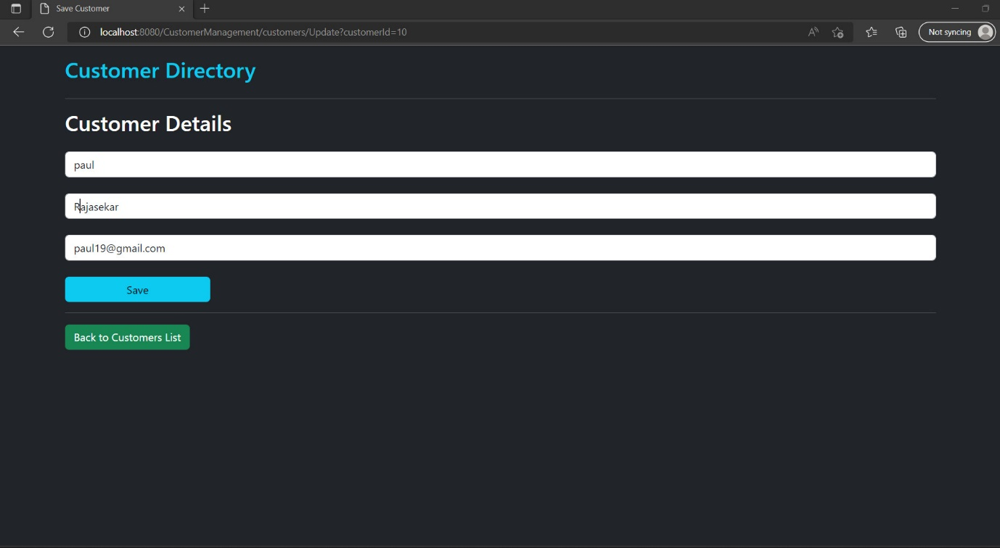 Save Customer
localhost:8080/CustomerManagement/customers/Update?customerId=10
Not syncing
Customer Directory
Customer Details
paul
Rajasekar
paul19@gmail.com
Save
Back to Customers List